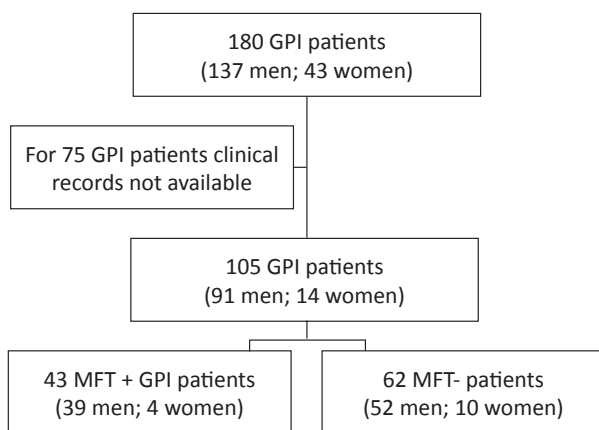 180 GPI patients
(137 men; 43 women)
For 75 GPI patients clinical
records not available
105 GPI patients
(91 men; 14 women)
43 MFT + GPI patients
(39 men; 4 women)
62 MFT- patients
(52 men; 10 women)